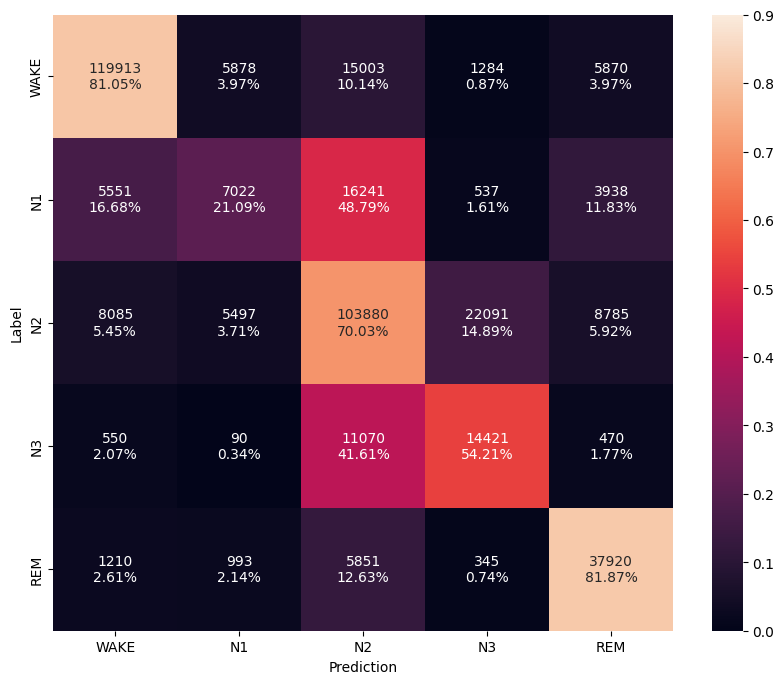 WAKE
119913 5878 15003 1284 5870
81.05% 3.97% 10.14% 0.87% 3.97%
N1
5551 7022 16241 537 3938
16.68% 21.09% 48.79% 1.61% 11.83%
Label
N2
8085 5497 103880 22091 8785
5.45% 3.71% 70.03% 14.89% 5.92%
N3
550 90 11070 14421 470
2.07% 0.34% 41.61% 54.21% 1.77%
REM
1210 993 5851 345 37920
2.61% 2.14% 12.63% 0.74% 81.87%
WAKE N1 N2 N3 REM
Prediction
0.9
0.8
0.7
0.6
0.5
0.4
0.3
0.2
0.1
0.0